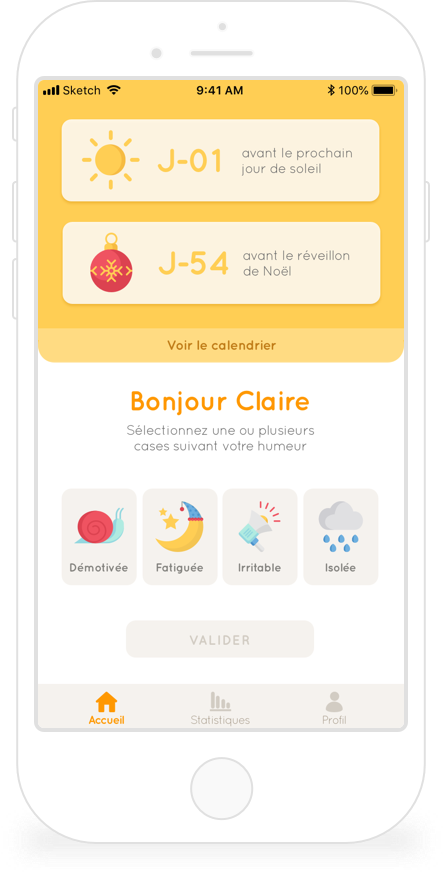 Sketch 9:41 AM 100%
J-01
avant le prochain
jour de soleil
J-54
avant le réveillon
de Noël
Voir le calendrier
Bonjour Claire
Sélectionnez une ou plusieurs
cases suivant votre humeur
Démotivée Fatiguée Irritable Isolée
VALIDER
Accueil Statistiques Profil